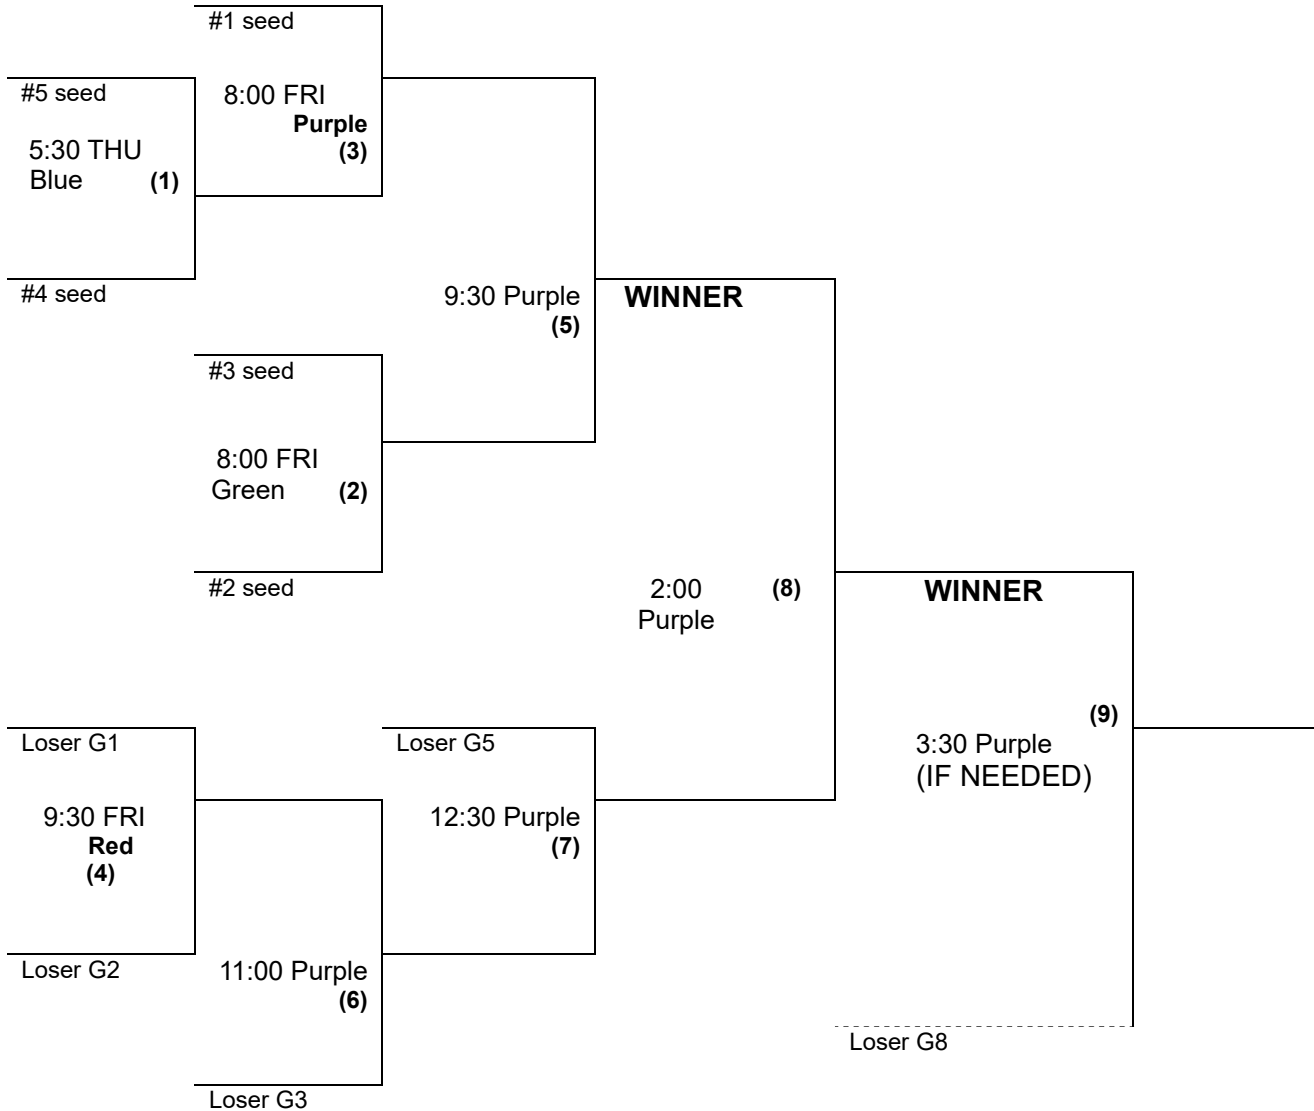 #1 seed
#5 seed
8:00 FRI
Purple
(3)
5:30 THU
Blue (1)
#4 seed
9:30 Purple
(5)
WINNER
#3 seed
8:00 FRI
Green (2)
#2 seed
2:00 (8)
Purple
WINNER
(9)
3:30 Purple
(IF NEEDED)
Loser G1
Loser G5
9:30 FRI
Red
(4)
12:30 Purple
(7)
Loser G2
11:00 Purple
(6)
Loser G8
Loser G3